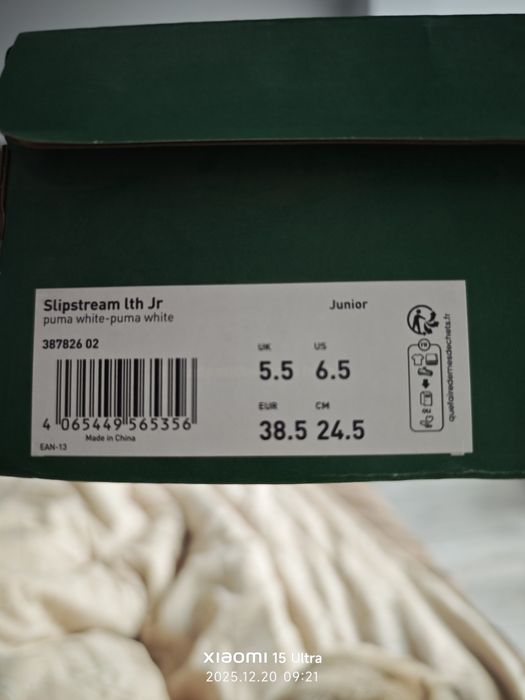 Slipstream lth Jr
Junior
puma white-puma white
387826 02
UK US
5.5 6.5
EUR CM
38.5 24.5
4 065449 565356
Made in China
EAN-13
quefairedemesdechets.fr
xiaomi 15 Ultra
2025.12.20 09:21